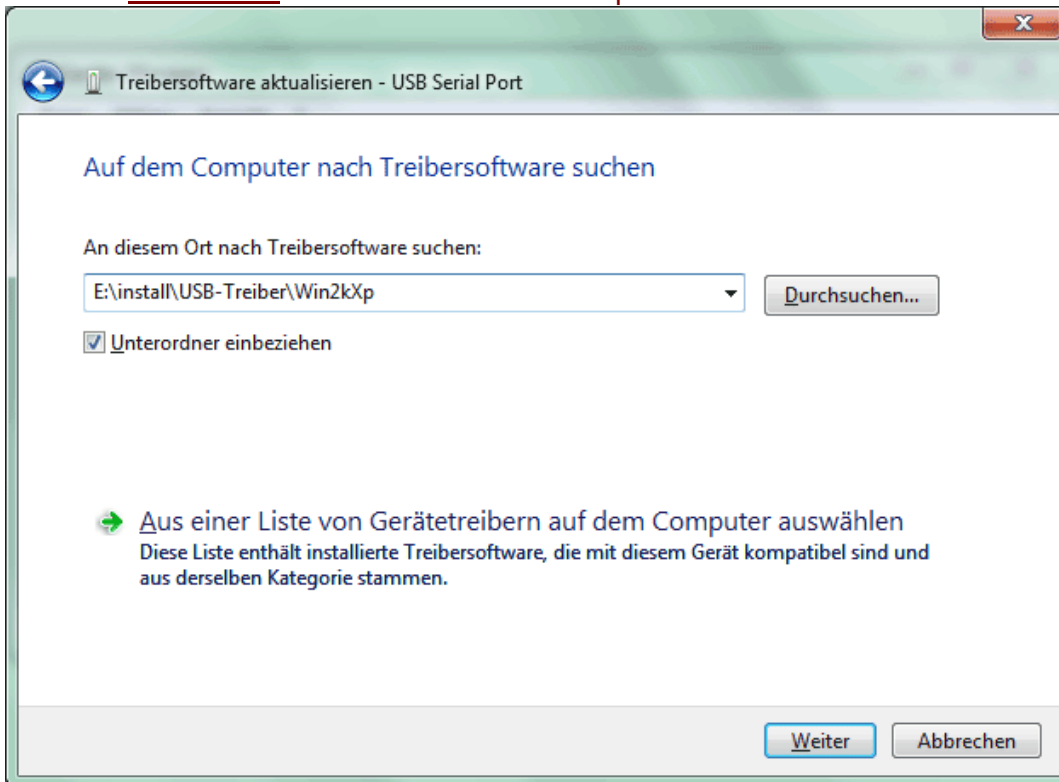 Treibersoftware aktualisieren - USB Serial Port
Auf dem Computer nach Treibersoftware suchen
An diesem Ort nach Treibersoftware suchen:
E:\install\USB-Treiber\Win2kXp
Durchsuchen...
Unterordner einbeziehen
Aus einer Liste von Gerätetreibern auf dem Computer auswählen
Diese Liste enthält installierte Treibersoftware, die mit diesem Gerät kompatibel sind und
aus derselben Kategorie stammen.
Weiter
Abbrechen